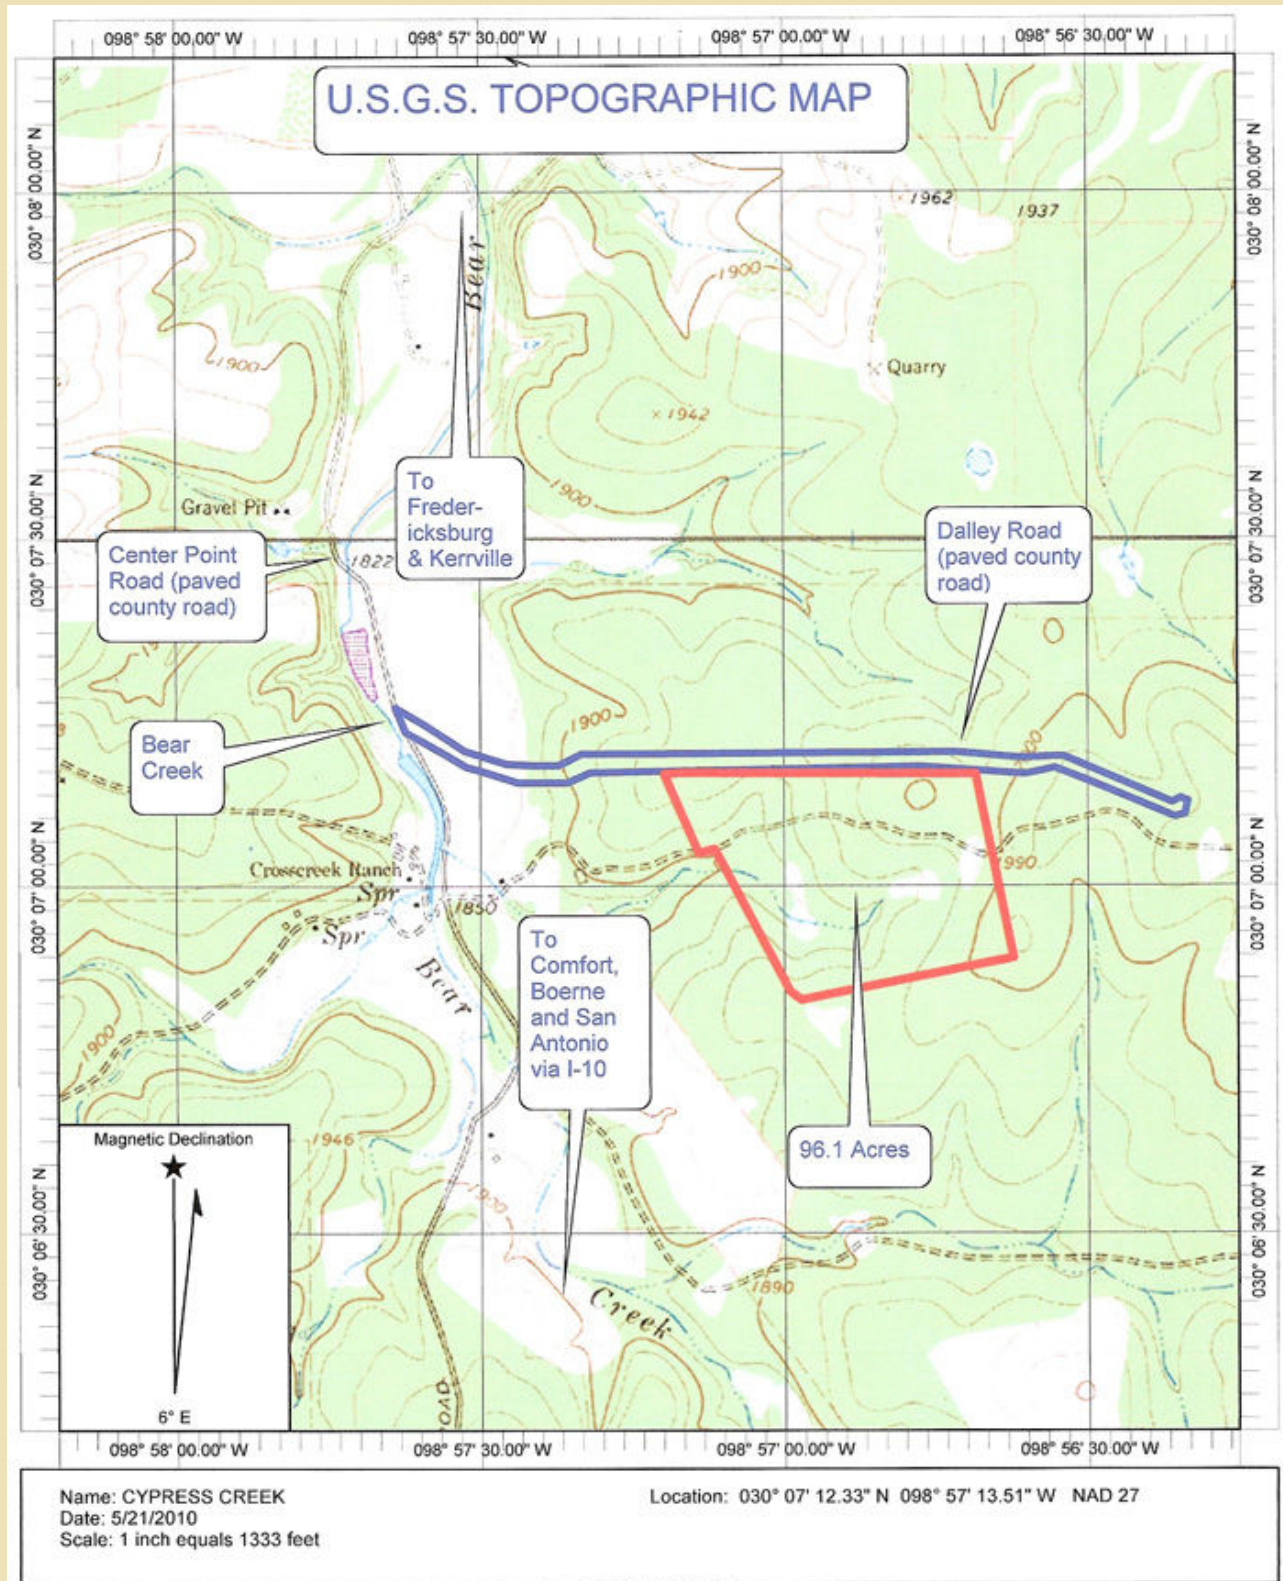 098° 58' 00.00" W
098° 57' 30.00" W
098° 57' 00.00" W
098° 56' 30.00" W
U.S.G.S. TOPOGRAPHIC MAP
030° 08' 00.00" N
030° 08' 00.00" N
1962
1937
Bear
1900
1900
Quarry
1942
To
Freder-
icksburg
& Kerrville
1900
Gravel Pit
030° 07' 30.00" N
030° 07' 30.00" N
Center Point
Road (paved
county road)
1822
Dalley Road
(paved county
road)
1900
Bear
Creek
030° 07' 00.00" N
030° 07' 00.00" N
Crosscreek Ranch
1990
Spr
1850
Spr
Bear
To
Comfort,
Boerne
and San
Antonio
via I-10
1900
Magnetic Declination
1946
96.1 Acres
1900
030° 06' 30.00" N
030° 06' 30.00" N
1890
Creek
ROAD
6° E
098° 58' 00.00" W
098° 57' 30.00" W
098° 57' 00.00" W
098° 56' 30.00" W
Name: CYPRESS CREEK
Location: 030° 07' 12.33" N 098° 57' 13.51" W NAD 27
Date: 5/21/2010
Scale: 1 inch equals 1333 feet